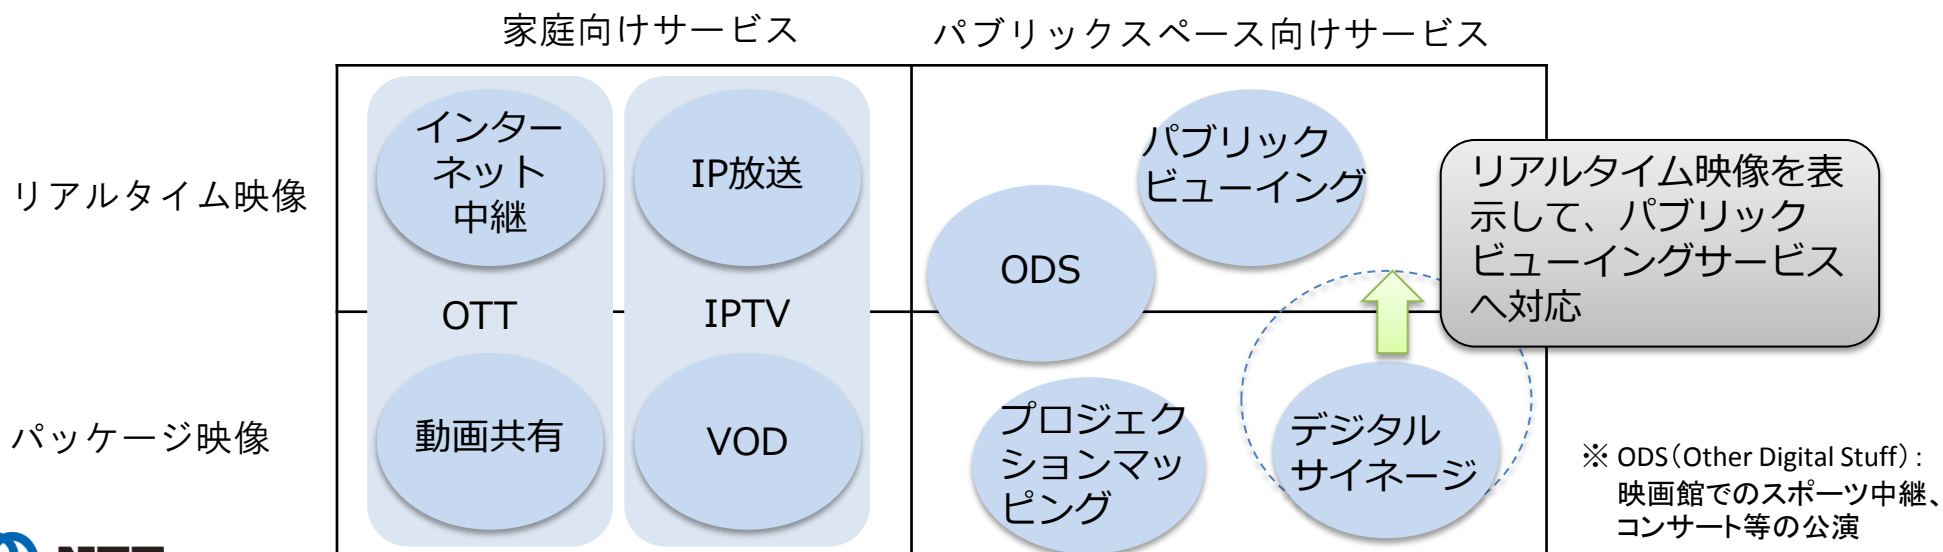 家庭向けサービス
パブリックスペース向けサービス
リアルタイム映像
インター
ネット
中継
IP放送
パブリック
ビューイング
ODS
リアルタイム映像を表
示して、パブリック
ビューイングサービス
へ対応
OTT
IPTV
パッケージ映像
動画共有
VOD
プロジェク
ションマッ
ピング
デジタル
サイネージ
※ ODS（Other Digital Stuff）：
映画館でのスポーツ中継、
コンサート等の公演
NTT